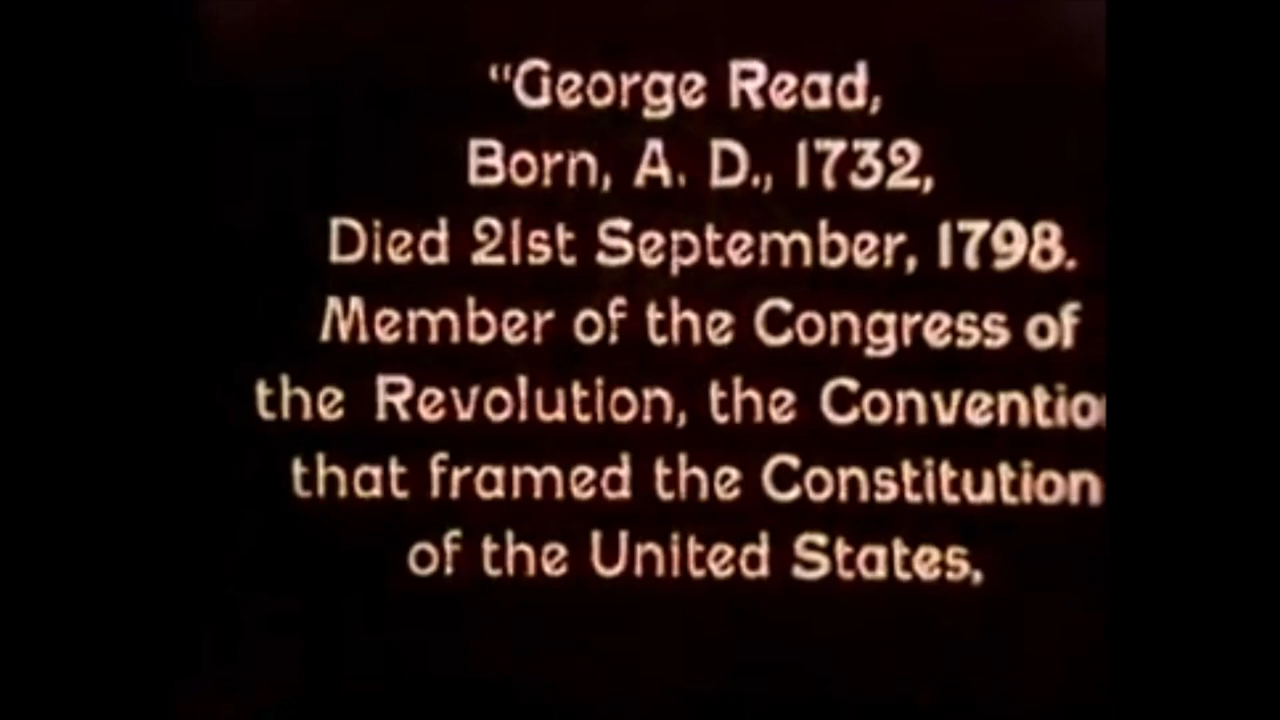 “George Read,
Born, A. D., 1732,
Died 21st September, 1798.
Member of the Congress of
the Revolution, the Conventio
that framed the Constitution
of the United States,